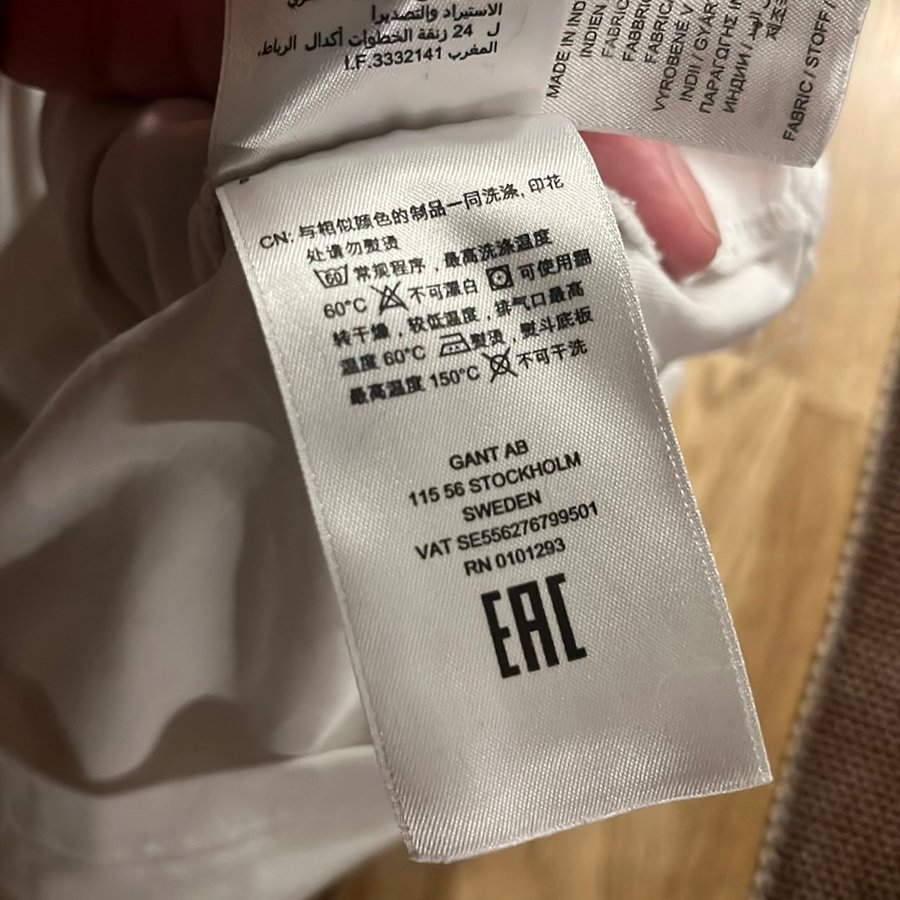 الاستيراد والتصدير
ل 24 زنقة الخطوات أكدال الرباط،
المغرب I.F.3332141
MADE IN IND
INDIEN
FABRIC
FABRI
FABRICA
VYROBENÉ V
INDII / GYÁR
ΠΑΡΑΓΩΓΗΣ Ι
ИНДИИ /
FABRIC / STOFF /
CN: 与相似颜色的制品一同洗涤, 印花
处请勿熨烫
60 常规程序，最高洗涤温度
60°C 不可漂白 可使用翻
转干燥，较低温度，排气口最高
温度 60°C 熨烫，熨斗底板
最高温度 150°C 不可干洗
GANT AB
115 56 STOCKHOLM
SWEDEN
VAT SE556276799501
RN 0101293
EAC